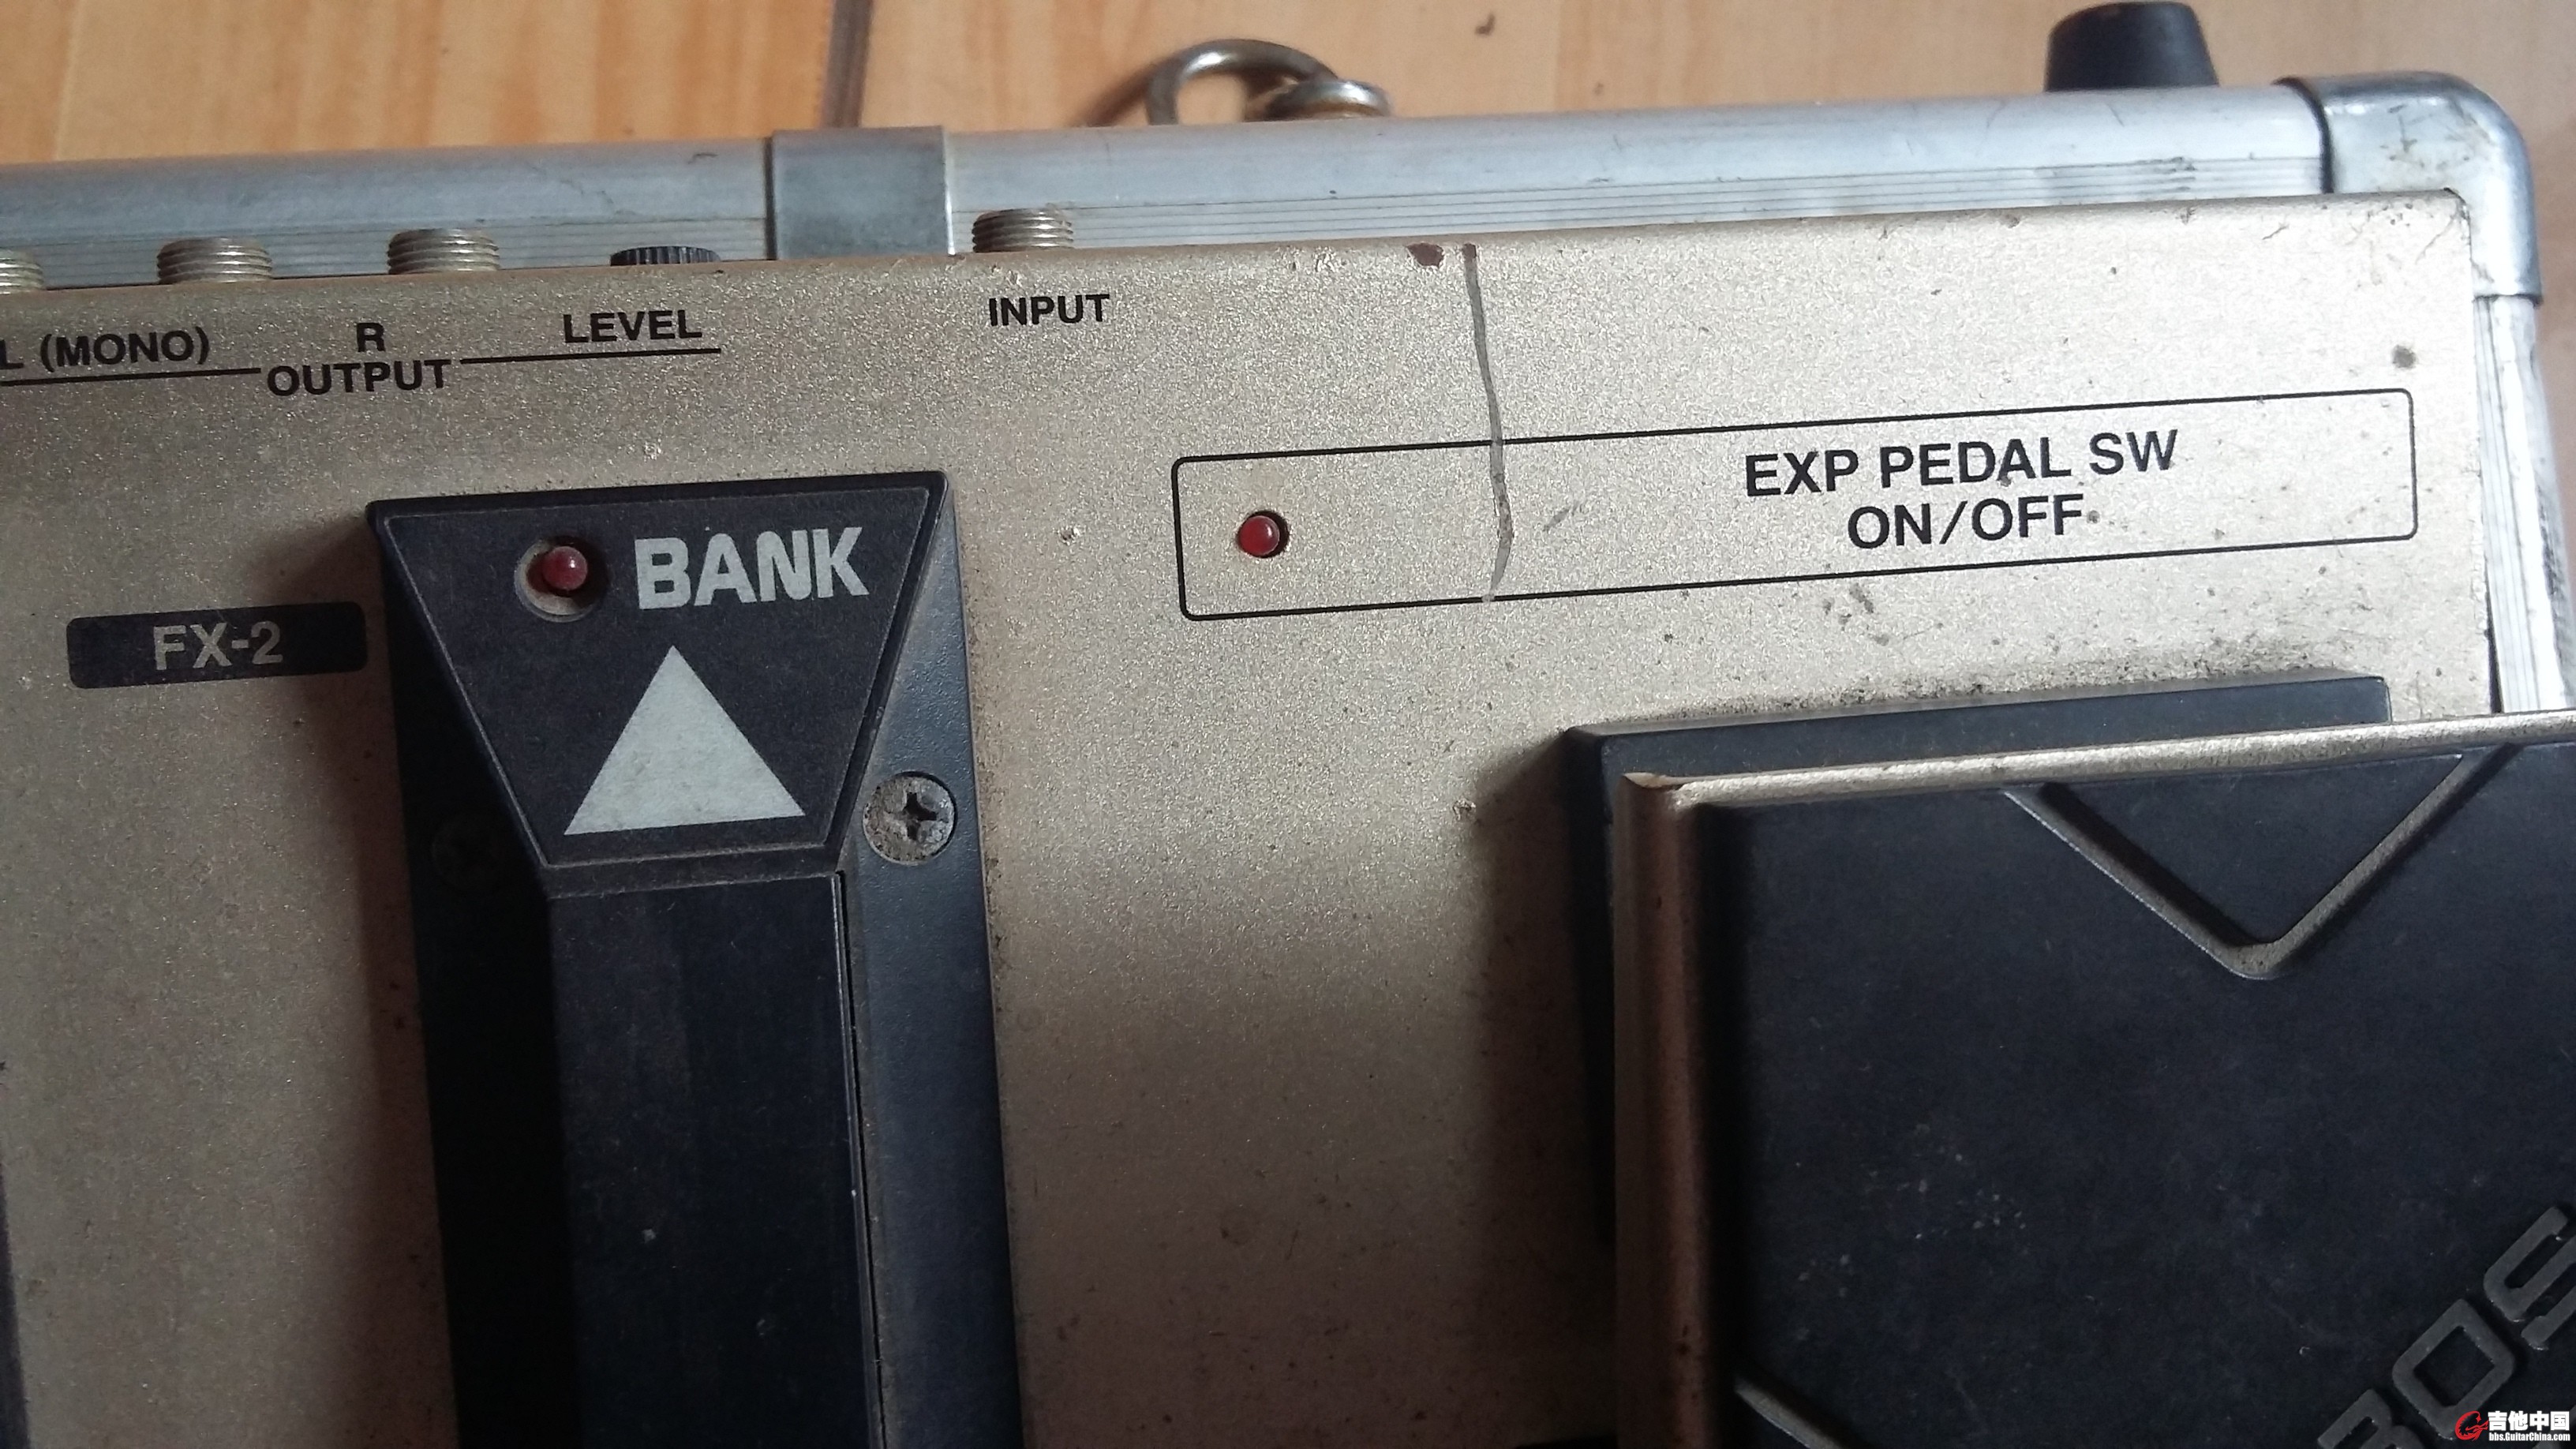 L (MONO)
R
OUTPUT
LEVEL
INPUT
EXP PEDAL SW
ON/OFF
BANK
FX-2
BOS
吉他中国
bbs.GuitarChina.com